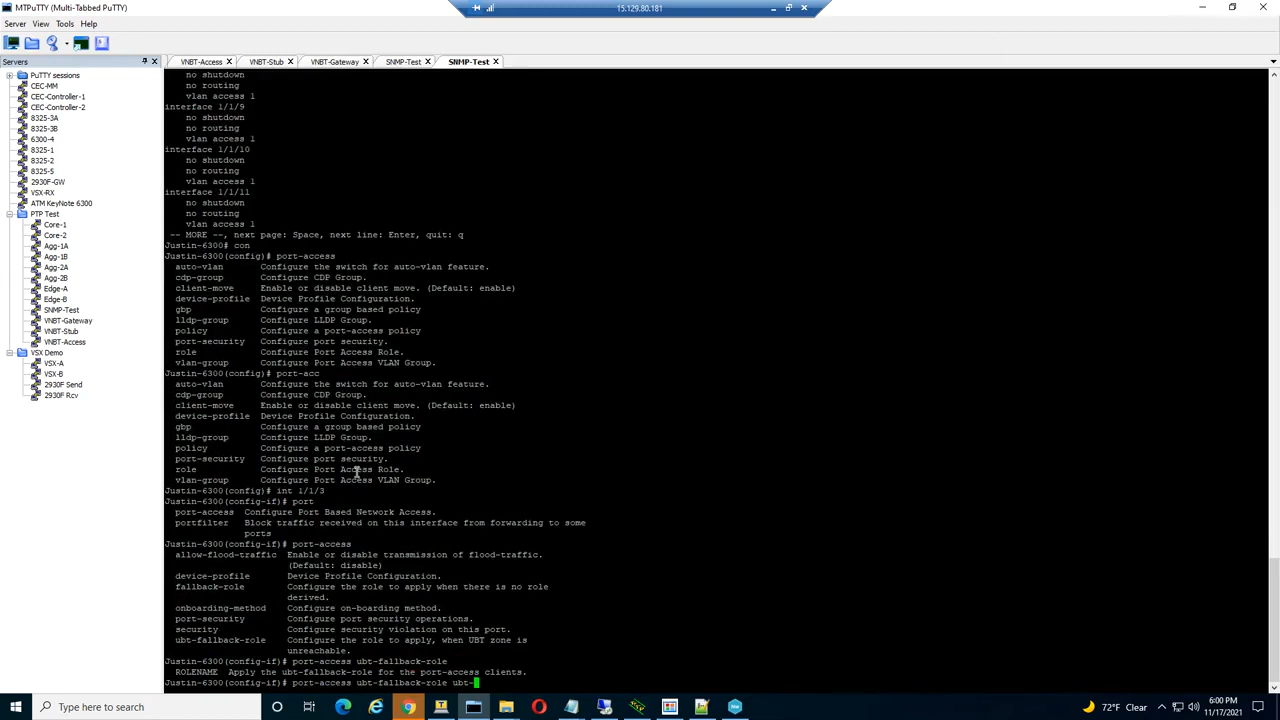 MTPuTTY (Multi-Tabbed PuTTY)
15.129.80.181
Server View Tools Help
Servers
VNBT-Access VNBT-Stub VNBT-Gateway SNMP-Test SNMP-Test
PuTTY sessions
CEC-MM
CEC-Controller-1
CEC-Controller-2
8325-3A
8325-3B
6300-4
8325-1
8325-2
8325-5
2930F-GW
VSX-RX
ATM KeyNote 6300
PTP Test
Core-1
Core-2
Agg-1A
Agg-1B
Agg-2A
Agg-2B
Edge-A
Edge-B
SNMP-Test
VNBT-Gateway
VNBT-Stub
VNBT-Access
VSX Demo
VSX-A
VSX-B
2930F Send
2930F Rcv
no shutdown
no routing
vlan access 1
interface 1/1/9
no shutdown
no routing
vlan access 1
interface 1/1/10
no shutdown
no routing
vlan access 1
interface 1/1/11
no shutdown
no routing
vlan access 1
-- MORE --, next page: Space, next line: Enter, quit: q
Justin-6300# con
Justin-6300(config)# port-access
auto-vlan Configure the switch for auto-vlan feature.
cdp-group Configure CDP Group.
client-move Enable or disable client move. (Default: enable)
device-profile Device Profile Configuration.
gbp Configure a group based policy
lldp-group Configure LLDP Group.
policy Configure a port-access policy
port-security Configure port security.
role Configure Port Access Role.
vlan-group Configure Port Access VLAN Group.
Justin-6300(config)# port-acc
auto-vlan Configure the switch for auto-vlan feature.
cdp-group Configure CDP Group.
client-move Enable or disable client move. (Default: enable)
device-profile Device Profile Configuration.
gbp Configure a group based policy
lldp-group Configure LLDP Group.
policy Configure a port-access policy
port-security Configure port security.
role Configure Port Access Role.
vlan-group Configure Port Access VLAN Group.
Justin-6300(config)# int 1/1/3
Justin-6300(config-if)# port
port-access Configure Port Based Network Access.
portfilter Block traffic received on this interface from forwarding to some
ports
Justin-6300(config-if)# port-access
allow-flood-traffic Enable or disable transmission of flood-traffic.
(Default: disable)
device-profile Device Profile Configuration.
fallback-role Configure the role to apply when there is no role
derived.
onboarding-method Configure on-boarding method.
port-security Configure port security operations.
security Configure security violation on this port.
ubt-fallback-role Configure the role to apply, when UBT zone is
unreachable.
Justin-6300(config-if)# port-access ubt-fallback-role
ROLENAME Apply the ubt-fallback-role for the port-access clients.
Justin-6300(config-if)# port-access ubt-fallback-role ubt-
Type here to search
72°F Clear
6:00 PM
11/17/2021